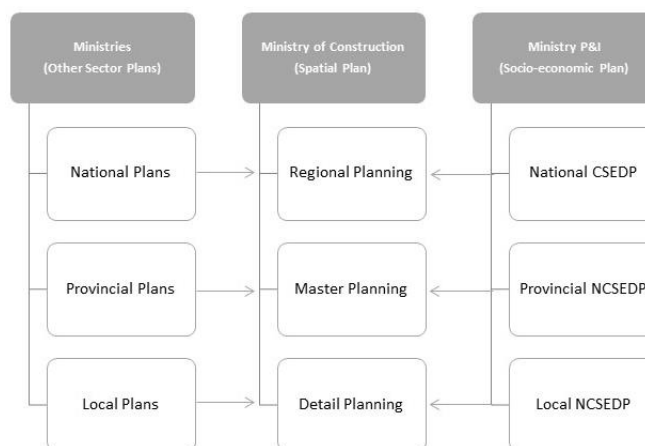 Ministries
(Other Sector Plans)
Ministry of Construction
(Spatial Plan)
Ministry P&I
(Socio-economic Plan)
National Plans
Regional Planning
National CSEDP
Provincial Plans
Master Planning
Provincial NCSEDP
Local Plans
Detail Planning
Local NCSEDP